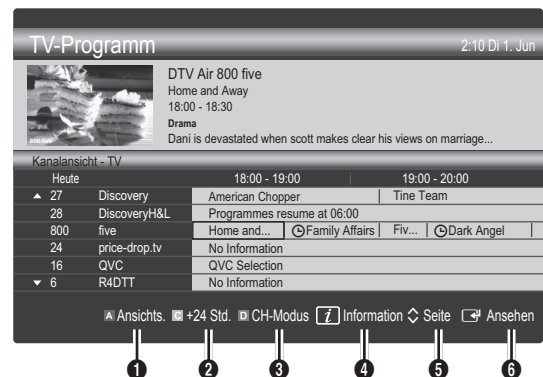 TV-Programm 2:10 Di 1. Jun
DTV Air 800 five
Home and Away
18:00 - 18:30
Drama
Dani is devastated when scott makes clear his views on marriage...
800 five
Kanalansicht - TV
Heute 18:00 - 19:00 19:00 - 20:00
▲ 27 Discovery American Chopper Tine Team
28 DiscoveryH&L Programmes resume at 06:00
800 five Home and... Family Affairs Fiv... Dark Angel
24 price-drop.tv No Information
16 QVC QVC Selection
▼ 6 R4DTT No Information
A Ansichts. C +24 Std. D CH-Modus i Information Seite Ansehen
1 2 3 4 5 6